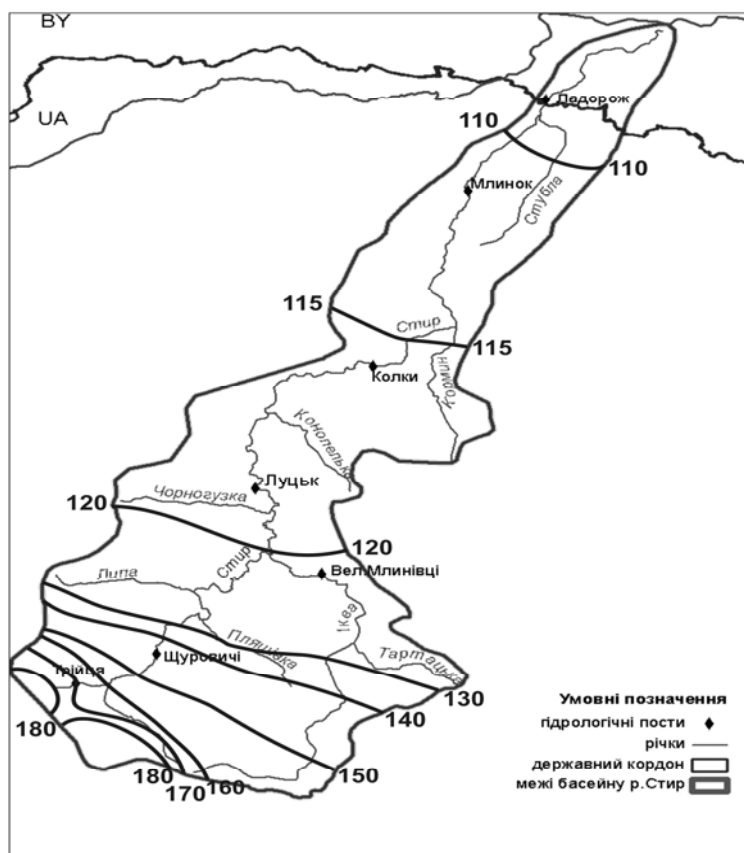 BY
UA
Людорож
110
110
Млинок
Стубла
115
Стир
115
Колки
Кормин
Конопелька
Луцьк
Чорногузка
120
120
Стир
Вел.Млинівці
Липа
Іква
Пляшівка
Тартацька
Щуровичі
Трійця
180
130
140
150
180
170
160
Умовні позначення
гідрологічні пости
річки
державний кордон
межі басейну р.Стир